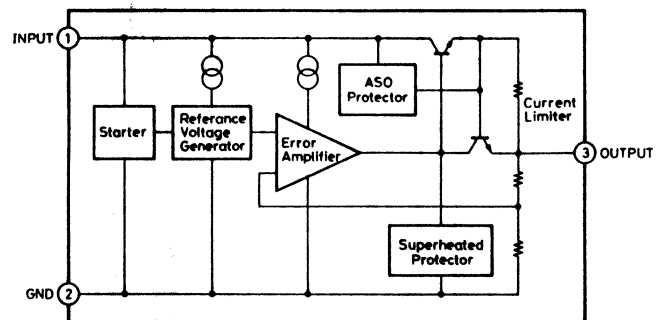 INPUT 1
ASO
Protector
Current
Limiter
Starter
Referance
Voltage
Generator
Error
Amplifier
3 OUTPUT
Superheated
Protector
GND 2